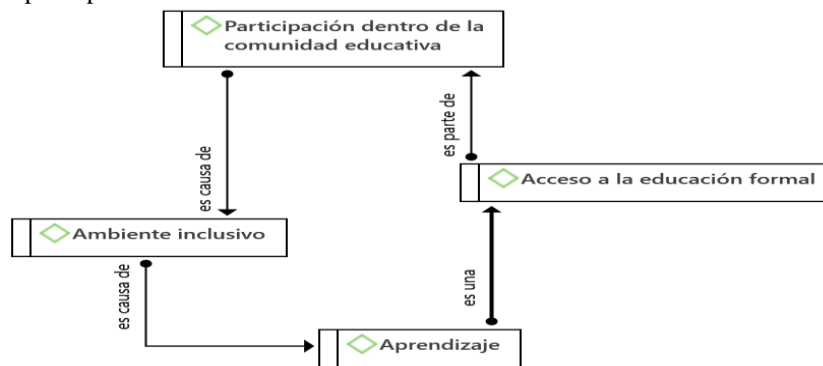 Participación dentro de la
comunidad educativa
es causa de
es parte de
Acceso a la educación formal
Ambiente inclusivo
es causa de
es una
Aprendizaje